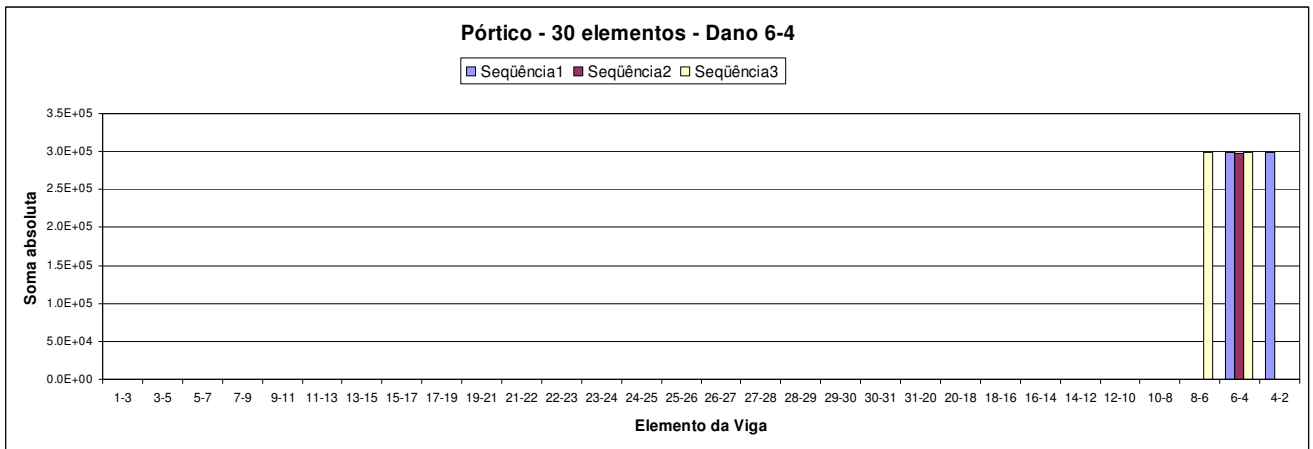 Pórtico - 30 elementos - Dano 6-4
Seqüência1 Seqüência2 Seqüência3
Soma absoluta
3.5E+05
3.0E+05
2.5E+05
2.0E+05
1.5E+05
1.0E+05
5.0E+04
0.0E+00
1-3 3-5 5-7 7-9 9-11 11-13 13-15 15-17 17-19 19-21 21-22 22-23 23-24 24-25 25-26 26-27 27-28 28-29 29-30 30-31 31-20 20-18 18-16 16-14 14-12 12-10 10-8 8-6 6-4 4-2
Elemento da Viga